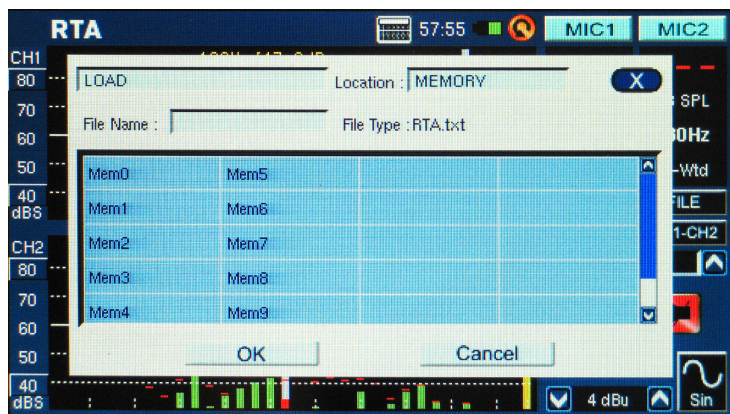 RTA 57:55 MIC1 MIC2
CH1
80
70
60
50
40
dBS
CH2
80
70
60
50
40
dBS
LOAD Location : MEMORY X
File Name : File Type :RTA.txt
Mem0 Mem5
Mem1 Mem6
Mem2 Mem7
Mem3 Mem8
Mem4 Mem9
OK Cancel
SPL
0Hz
-Wtd
FILE
1-CH2
4 dBu Sin